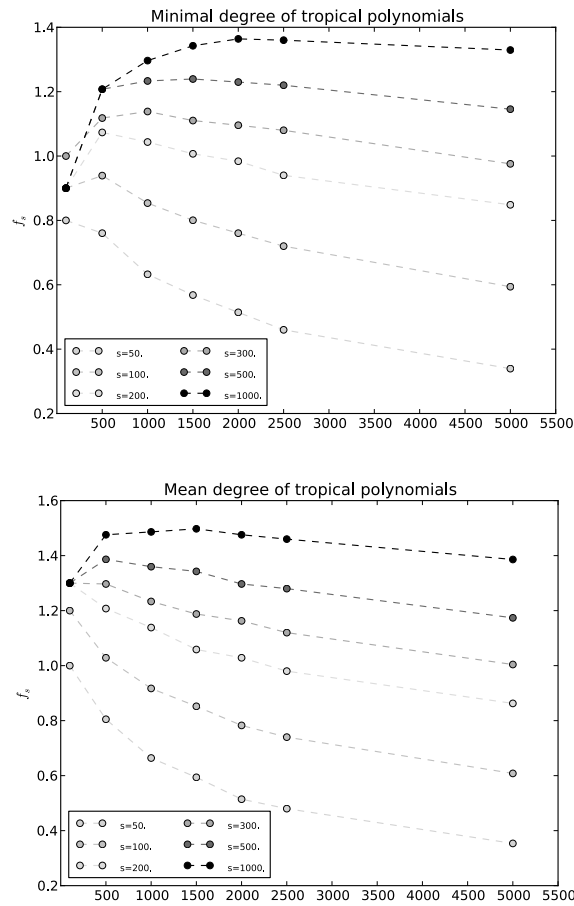 Minimal degree of tropical polynomials
1.4
1.2
1.0
0.8
0.6
0.4
0.2
f_s
s=50.
s=100.
s=200.
s=300.
s=500.
s=1000.
500 1000 1500 2000 2500 3000 3500 4000 4500 5000 5500
Mean degree of tropical polynomials
1.6
1.4
1.2
1.0
0.8
0.6
0.4
0.2
f_s
s=50.
s=100.
s=200.
s=300.
s=500.
s=1000.
500 1000 1500 2000 2500 3000 3500 4000 4500 5000 5500